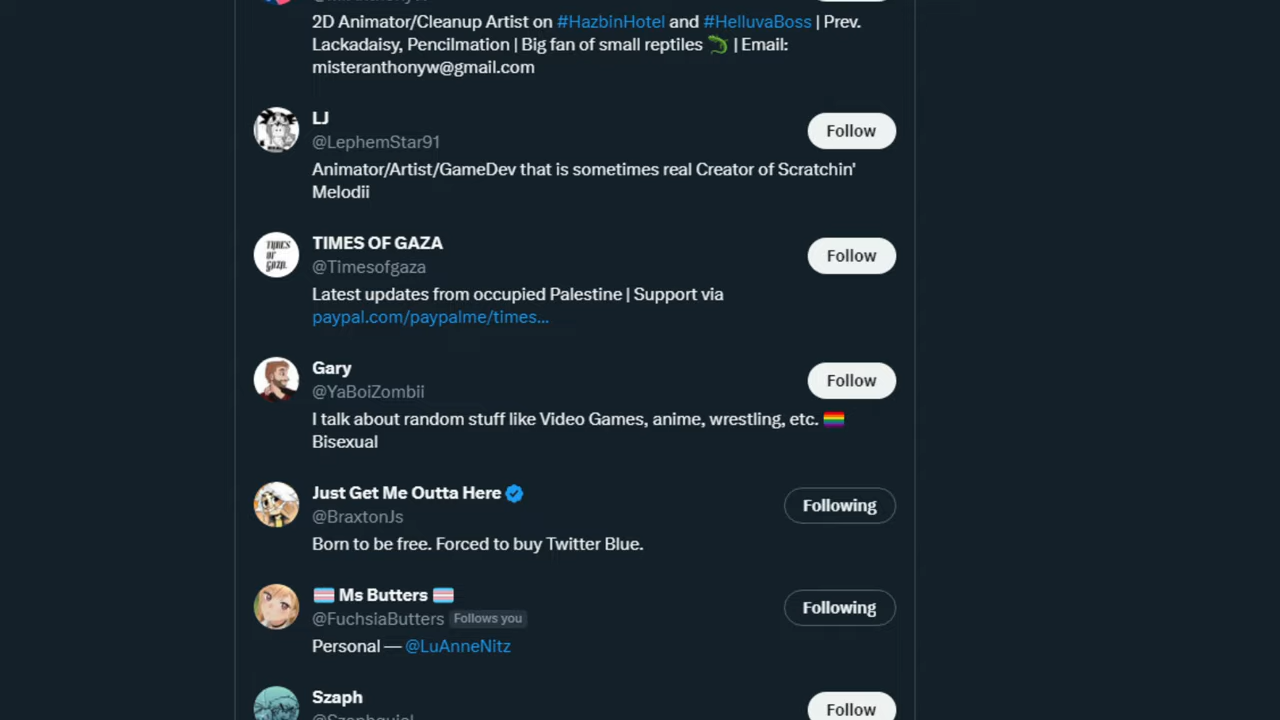 2D Animator/Cleanup Artist on #HazbinHotel and #HelluvaBoss | Prev.
Lackadaisy, Pencilmation | Big fan of small reptiles 🦎 | Email:
misteranthonyw@gmail.com
LJ
@LephemStar91
Follow
Animator/Artist/GameDev that is sometimes real Creator of Scratchin'
Melodii
TIMES OF GAZA
TIMES OF GAZA.
@Timesofgaza
Follow
Latest updates from occupied Palestine | Support via
paypal.com/paypalme/times...
Gary
@YaBoiZombii
Follow
I talk about random stuff like Video Games, anime, wrestling, etc. 🏳️‍🌈
Bisexual
Just Get Me Outta Here
@BraxtonJs
Following
Born to be free. Forced to buy Twitter Blue.
🏳️‍⚧️ Ms Butters 🏳️‍⚧️
@FuchsiaButters Follows you
Following
Personal — @LuAnneNitz
Szaph
Follow